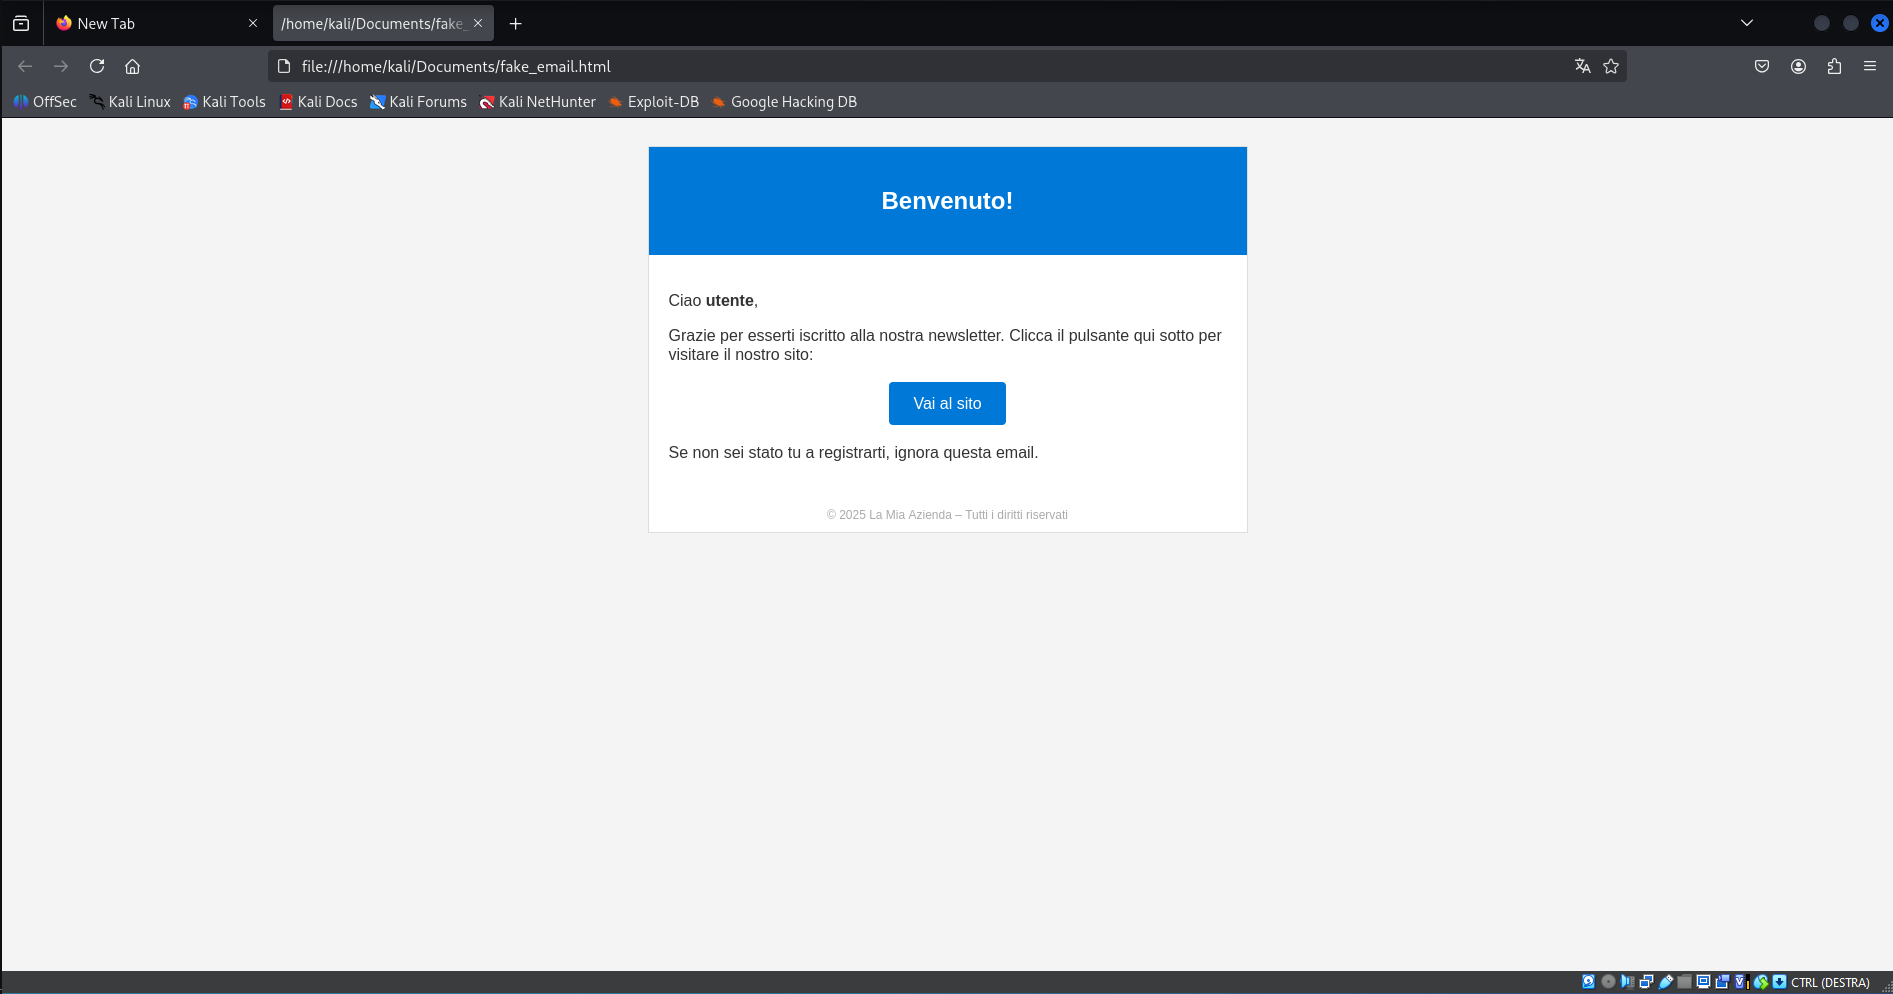 New Tab
/home/kali/Documents/fake_
file:///home/kali/Documents/fake_email.html
OffSec
Kali Linux
Kali Tools
Kali Docs
Kali Forums
Kali NetHunter
Exploit-DB
Google Hacking DB
Benvenuto!
Ciao utente,
Grazie per esserti iscritto alla nostra newsletter. Clicca il pulsante qui sotto per
visitare il nostro sito:
Vai al sito
Se non sei stato tu a registrarti, ignora questa email.
© 2025 La Mia Azienda – Tutti i diritti riservati
CTRL (DESTRA)